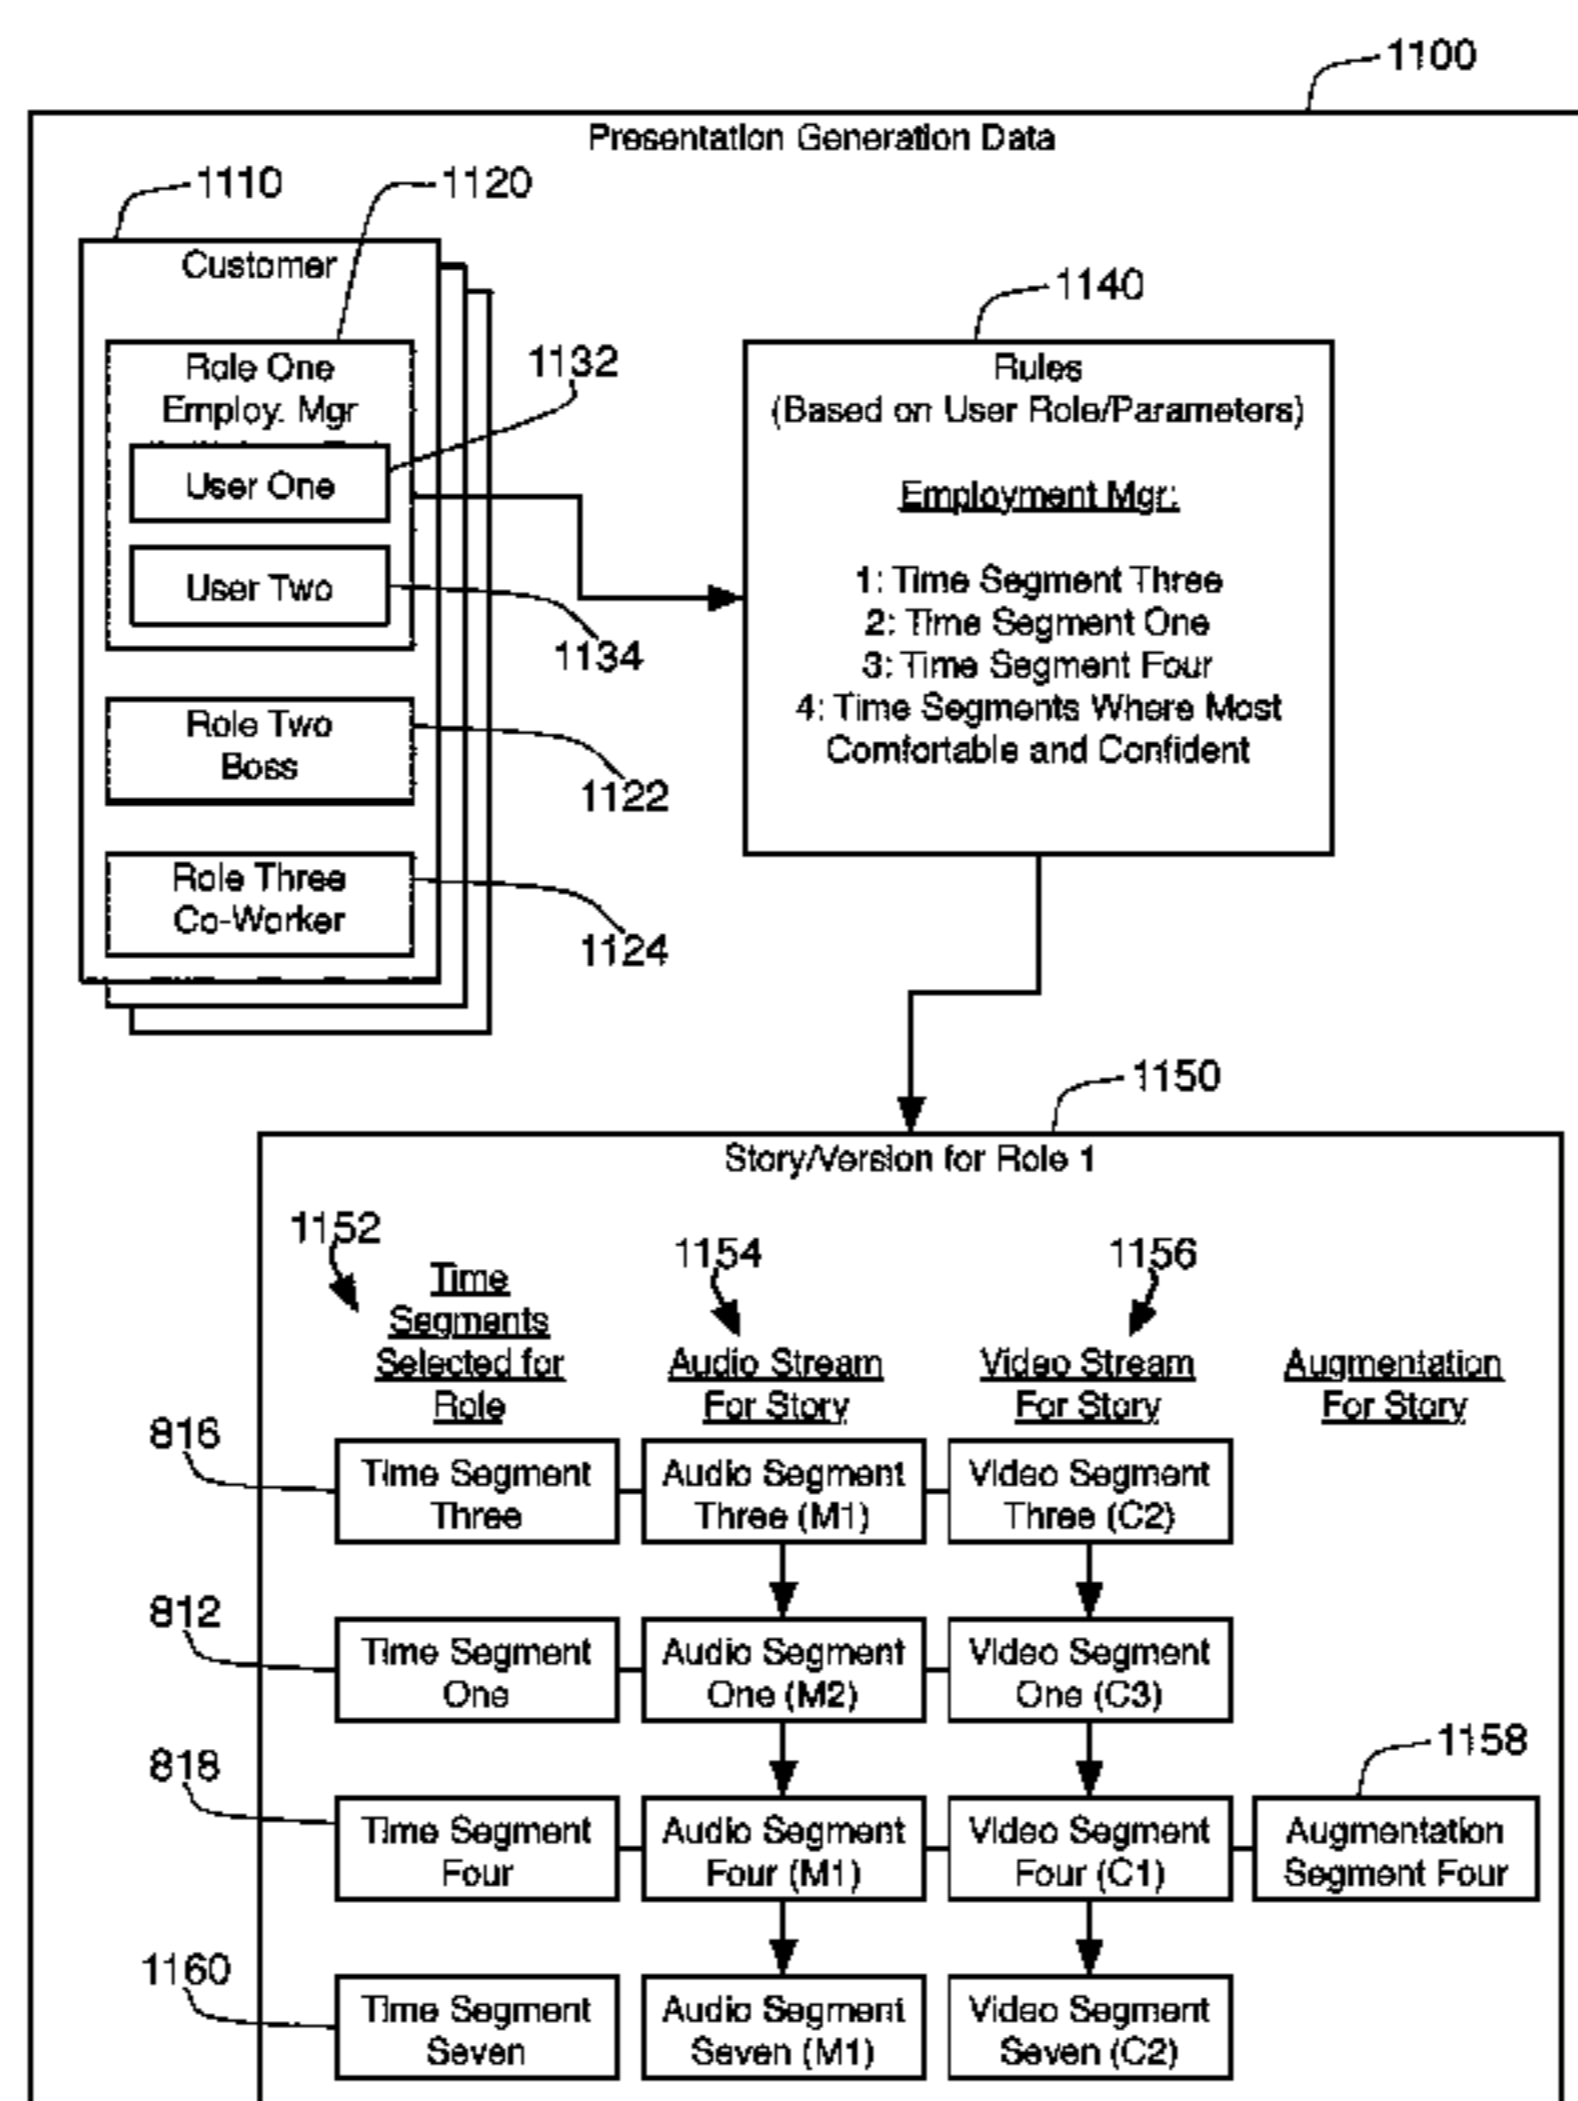 1100
Presentation Generation Data
1110
1120
Customer
Role One
Employ. Mgr
1132
User One
User Two
1134
Role Two
Boss
1122
Role Three
Co-Worker
1124
1140
Rules
(Based on User Role/Parameters)
Employment Mgr:
1: Time Segment Three
2: Time Segment One
3: Time Segment Four
4: Time Segments Where Most
Comfortable and Confident
1150
Story/Version for Role 1
1152
Time
Segments
Selected for
Role
1154
Audio Stream
For Story
1156
Video Stream
For Story
Augmentation
For Story
816
Time Segment
Three
Audio Segment
Three (M1)
Video Segment
Three (C2)
812
Time Segment
One
Audio Segment
One (M2)
Video Segment
One (C3)
818
Time Segment
Four
Audio Segment
Four (M1)
Video Segment
Four (C1)
1158
Augmentation
Segment Four
1160
Time Segment
Seven
Audio Segment
Seven (M1)
Video Segment
Seven (C2)